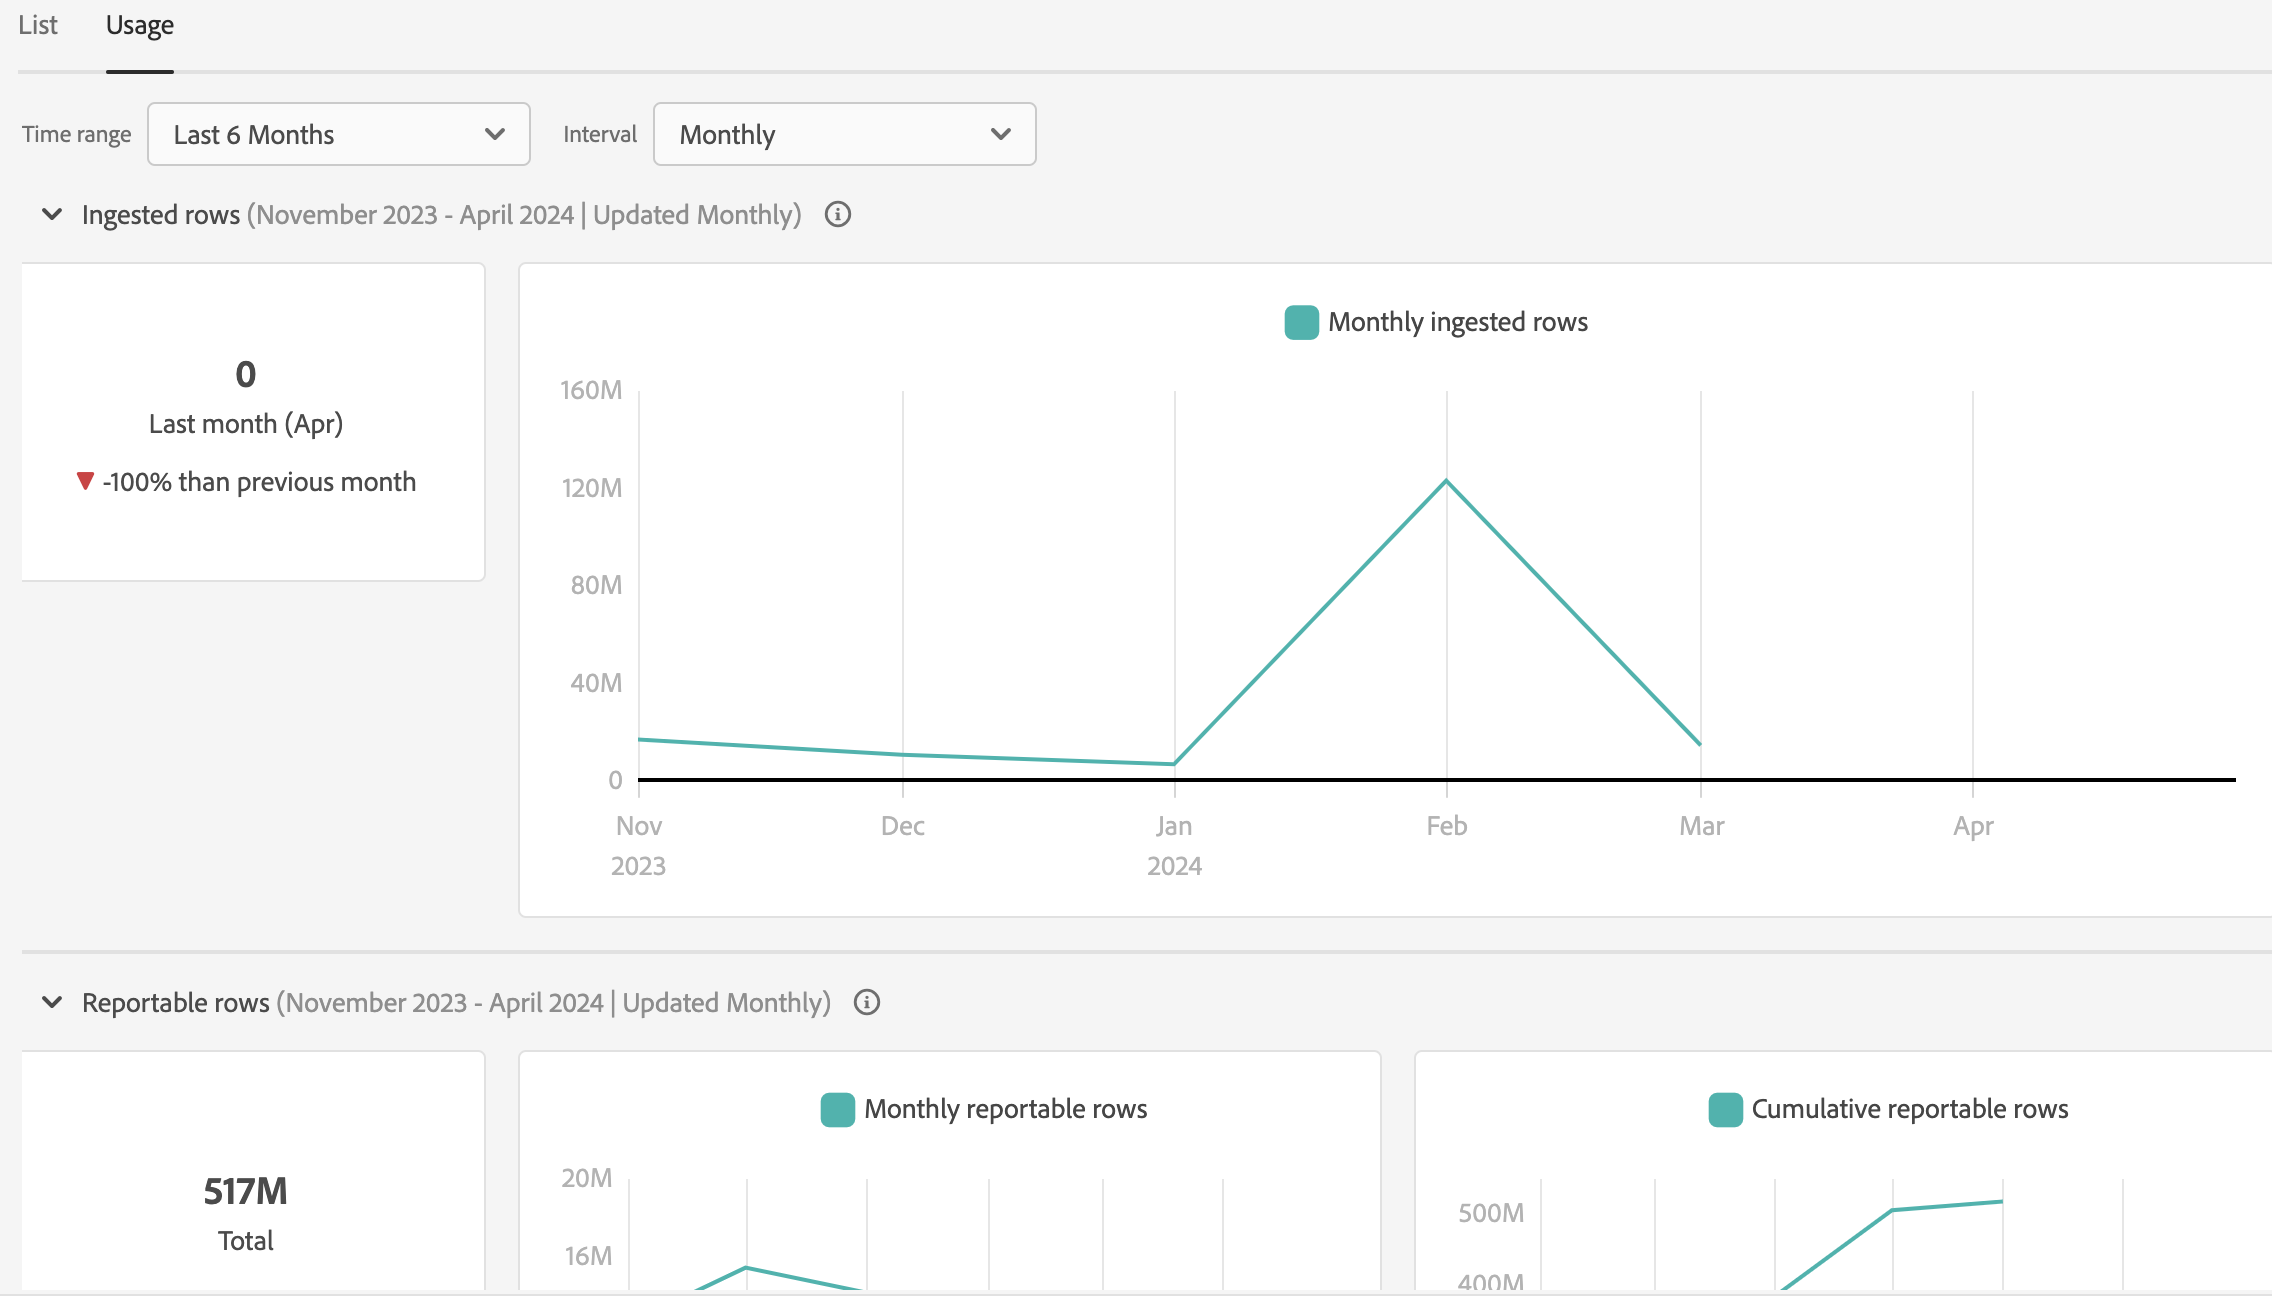 List Usage
Time range Last 6 Months Interval Monthly
Ingested rows (November 2023 - April 2024 | Updated Monthly)
0
Last month (Apr)
-100% than previous month
Monthly ingested rows
160M
120M
80M
40M
0
Nov Dec Jan Feb Mar Apr
2023 2024
Reportable rows (November 2023 - April 2024 | Updated Monthly)
517M
Total
Monthly reportable rows
20M
16M
Cumulative reportable rows
500M
400M